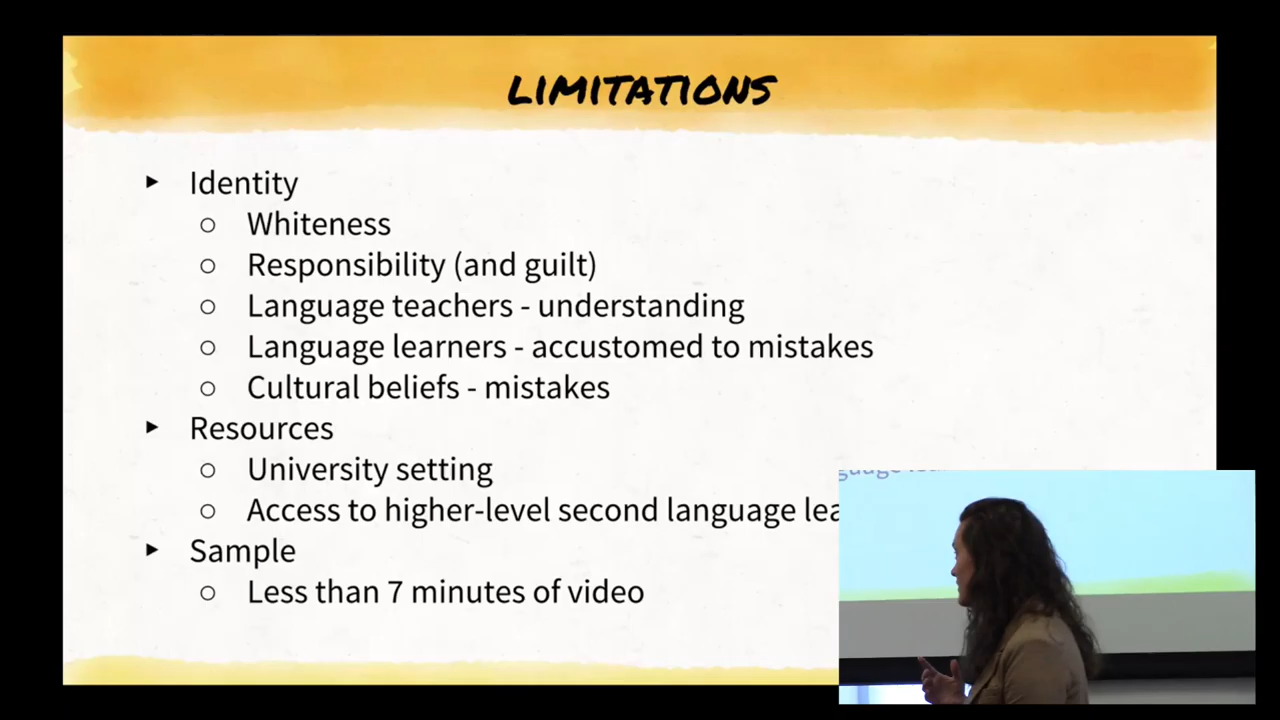 LIMITATIONS
▸ Identity
○ Whiteness
○ Responsibility (and guilt)
○ Language teachers - understanding
○ Language learners - accustomed to mistakes
○ Cultural beliefs - mistakes
▸ Resources
○ University setting
○ Access to higher-level second language
▸ Sample
○ Less than 7 minutes of video